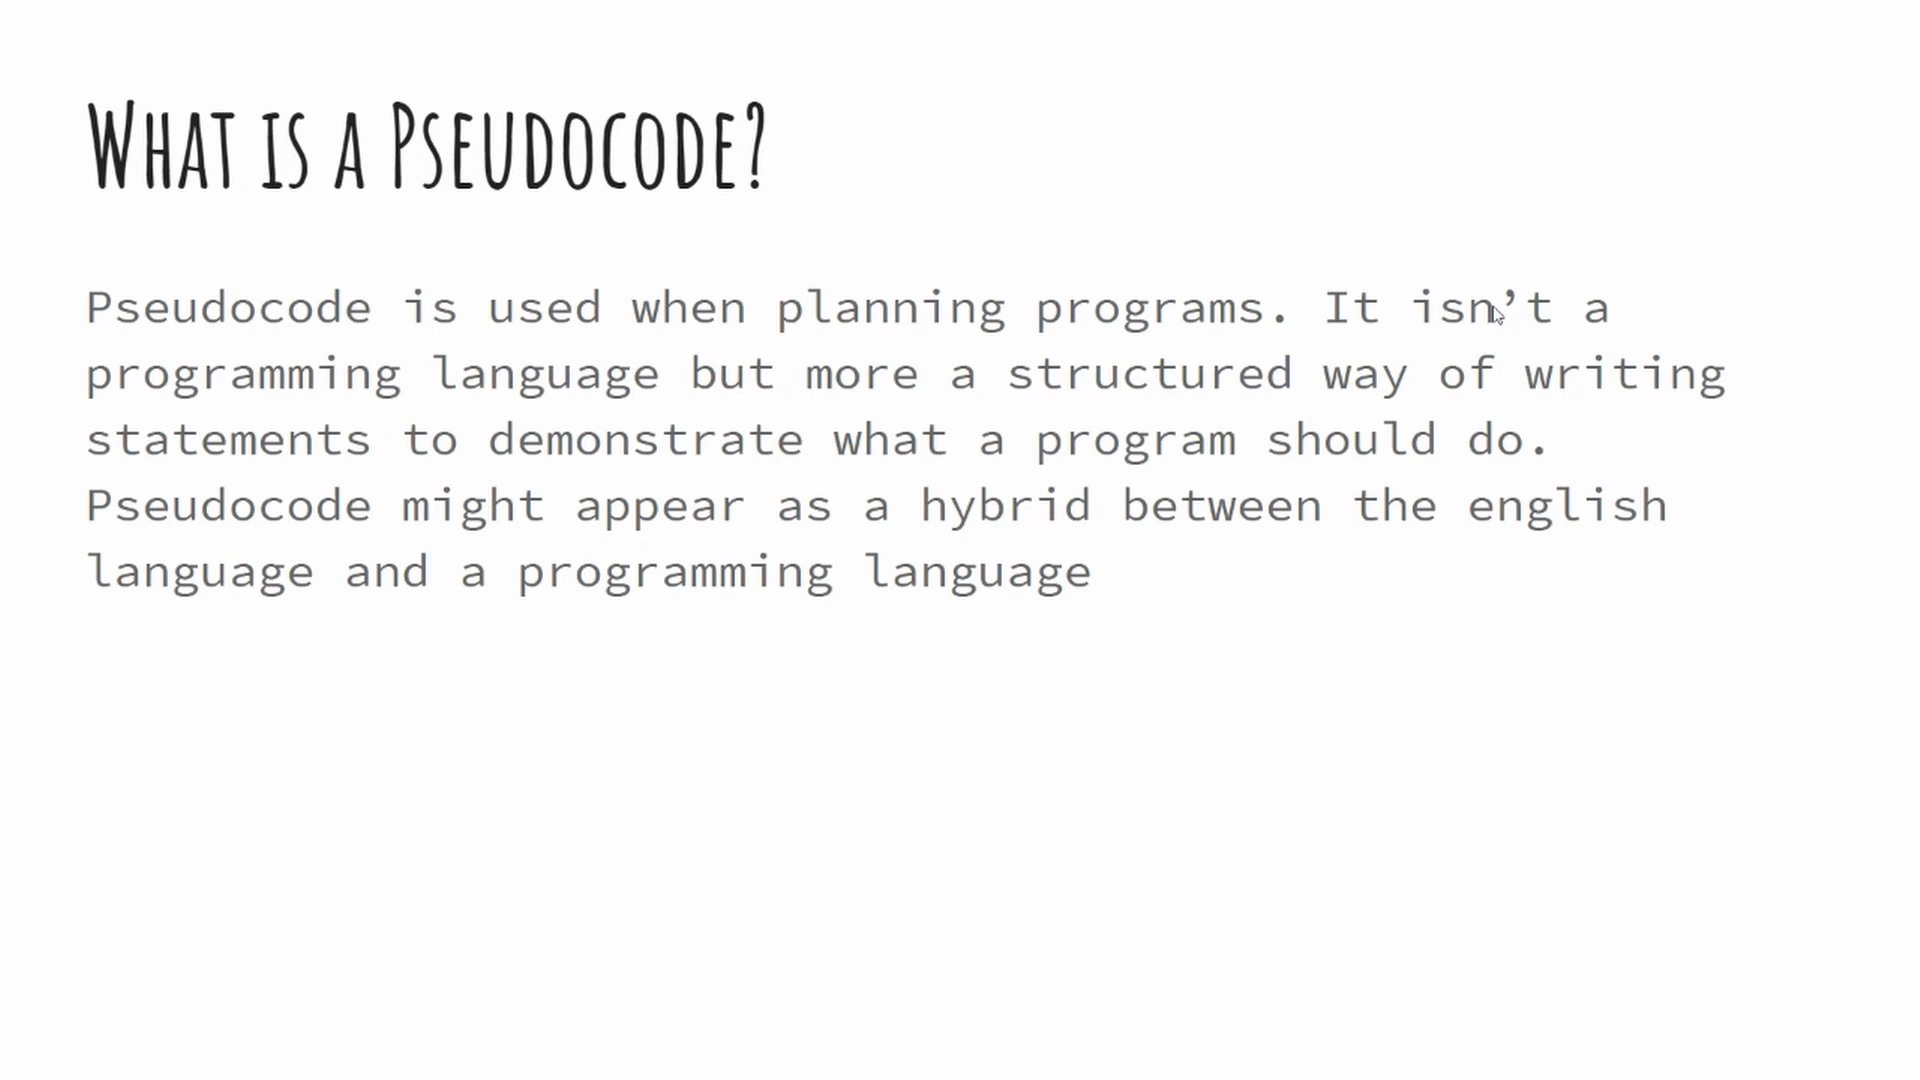 What is a Pseudocode?
Pseudocode is used when planning programs. It isn’t a
programming language but more a structured way of writing
statements to demonstrate what a program should do.
Pseudocode might appear as a hybrid between the english
language and a programming language